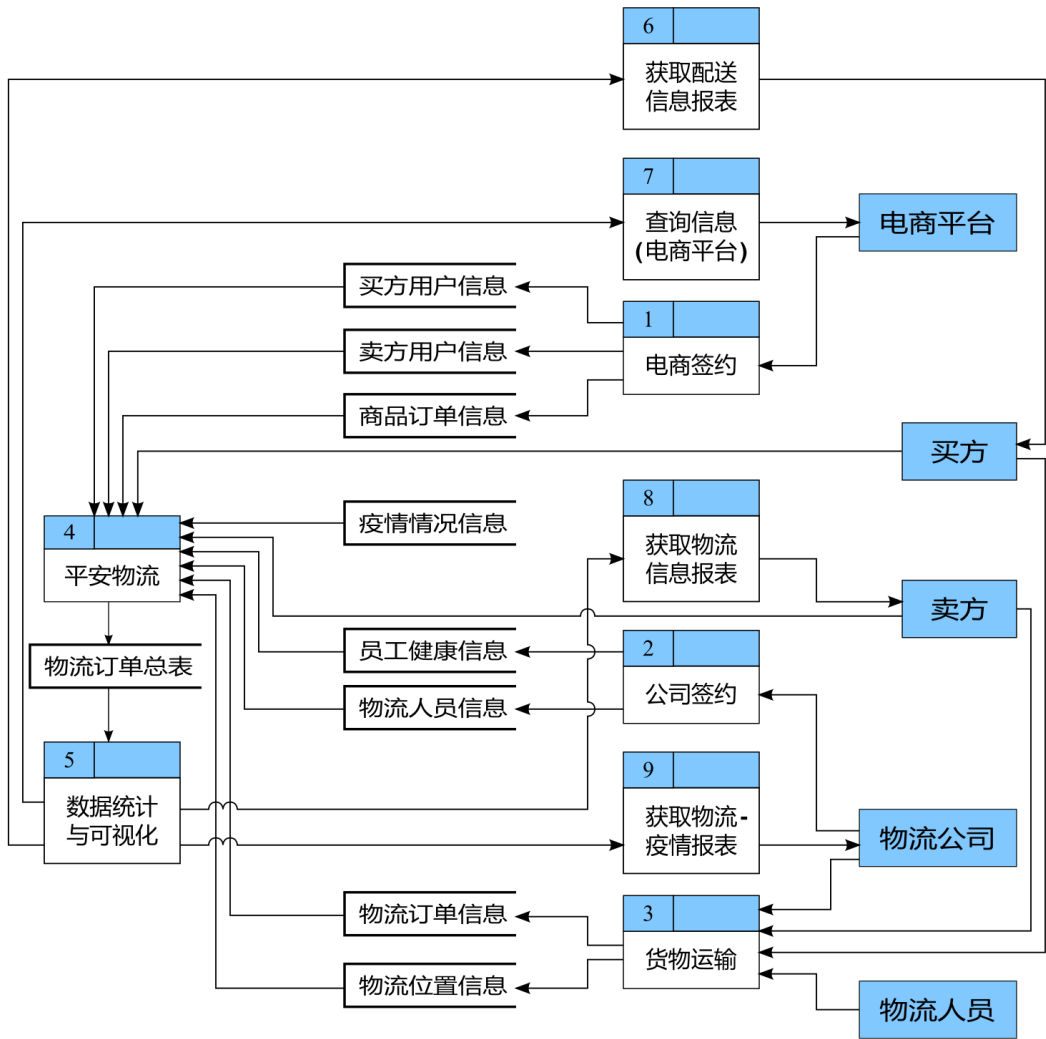 6
获取配送
信息报表
7
查询信息
(电商平台)
电商平台
买方用户信息
1
电商签约
卖方用户信息
商品订单信息
买方
疫情情况信息
8
获取物流
信息报表
4
平安物流
卖方
员工健康信息
2
公司签约
物流订单总表
物流人员信息
5
数据统计
与可视化
9
获取物流-
疫情报表
物流公司
物流订单信息
3
货物运输
物流位置信息
物流人员